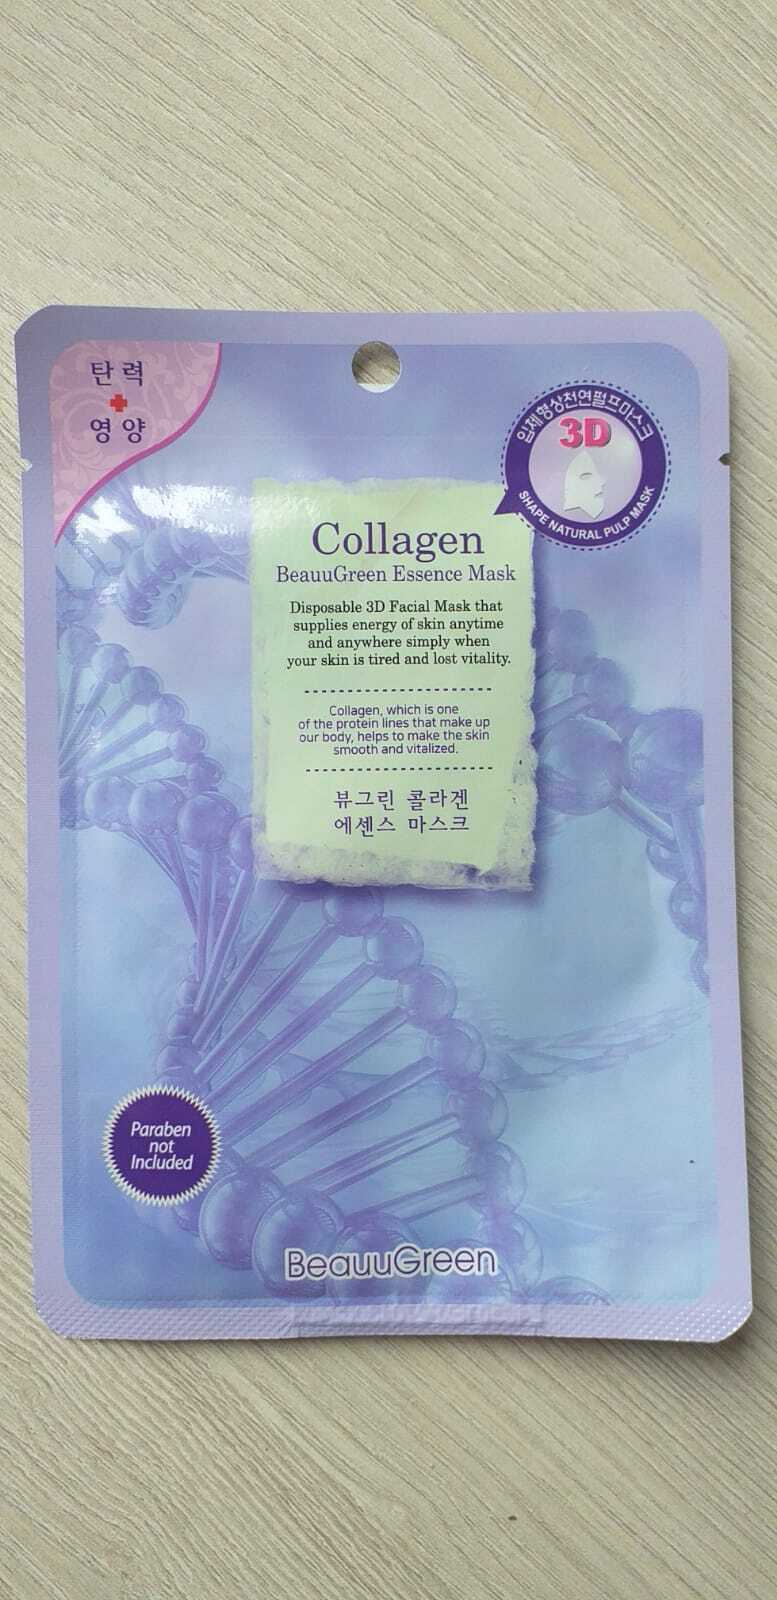 탄력
영양
입체형상천연펄프마스크
3D
SHAPE NATURAL PULP MASK
Collagen
BeauuGreen Essence Mask
Disposable 3D Facial Mask that
supplies energy of skin anytime
and anywhere simply when
your skin is tired and lost vitality.
Collagen, which is one
of the protein lines that make up
our body, helps to make the skin
smooth and vitalized.
뷰그린 콜라겐
에센스 마스크
Paraben
not
Included
BeauuGreen